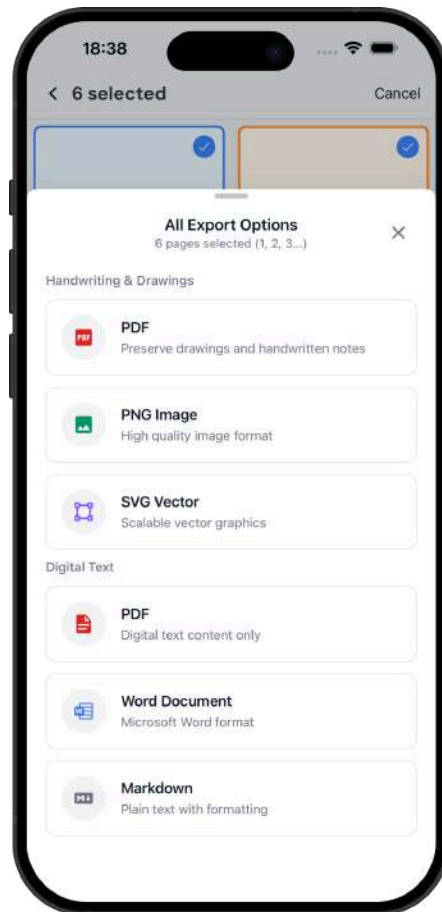 18:38
6 selected
Cancel
All Export Options
6 pages selected (1, 2, 3...)
Handwriting & Drawings
PDF
PDF
Preserve drawings and handwritten notes
PNG Image
High quality image format
SVG Vector
Scalable vector graphics
Digital Text
PDF
Digital text content only
W
Word Document
Microsoft Word format
Markdown
Plain text with formatting